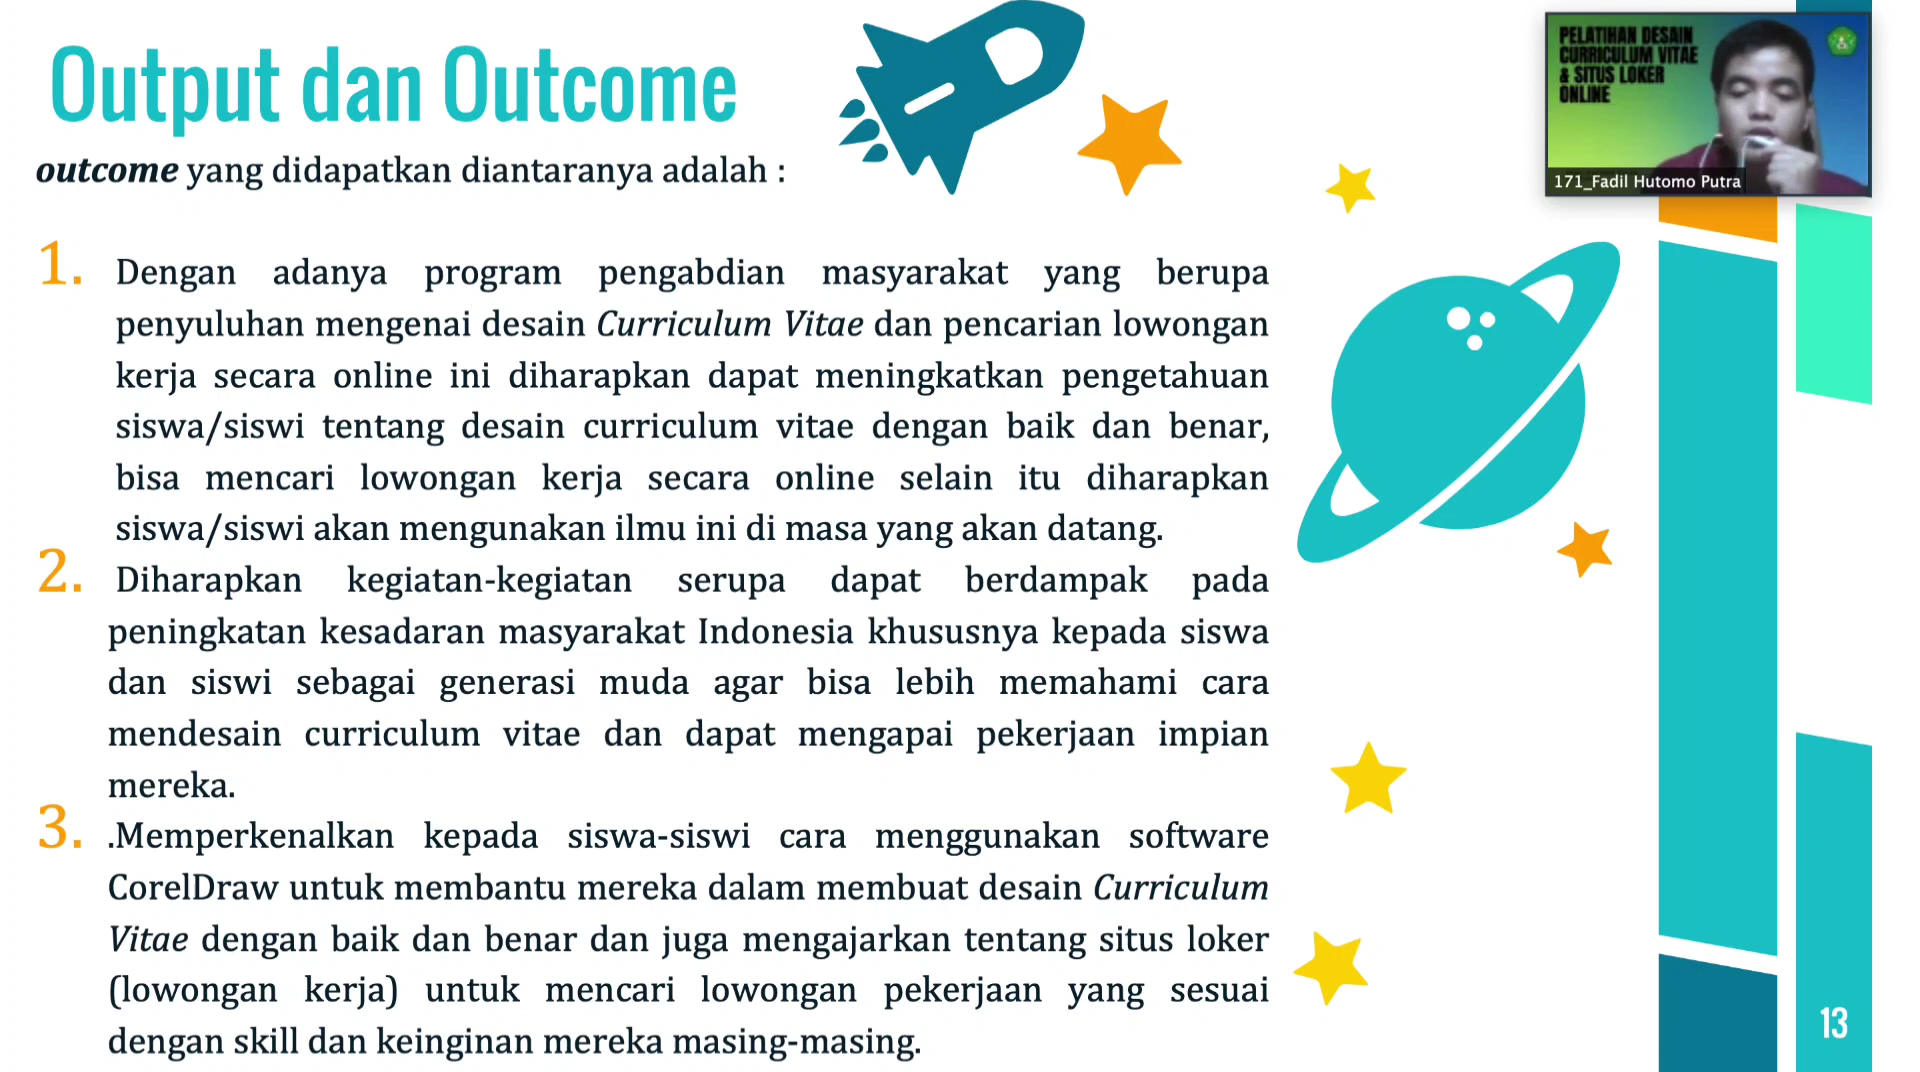 Output dan Outcome
outcome yang didapatkan diantaranya adalah :
1. Dengan adanya program pengabdian masyarakat yang berupa
penyuluhan mengenai desain Curriculum Vitae dan pencarian lowongan
kerja secara online ini diharapkan dapat meningkatkan pengetahuan
siswa/siswi tentang desain curriculum vitae dengan baik dan benar,
bisa mencari lowongan kerja secara online selain itu diharapkan
siswa/siswi akan mengunakan ilmu ini di masa yang akan datang.
2. Diharapkan kegiatan-kegiatan serupa dapat berdampak pada
peningkatan kesadaran masyarakat Indonesia khususnya kepada siswa
dan siswi sebagai generasi muda agar bisa lebih memahami cara
mendesain curriculum vitae dan dapat mengapai pekerjaan impian
mereka.
3. .Memperkenalkan kepada siswa-siswi cara menggunakan software
CorelDraw untuk membantu mereka dalam membuat desain Curriculum
Vitae dengan baik dan benar dan juga mengajarkan tentang situs loker
(lowongan kerja) untuk mencari lowongan pekerjaan yang sesuai
dengan skill dan keinginan mereka masing-masing.
PELATIHAN DESAIN
CURRICULUM VITAE
& SITUS LOKER
ONLINE
171_Fadil Hutomo Putra
13